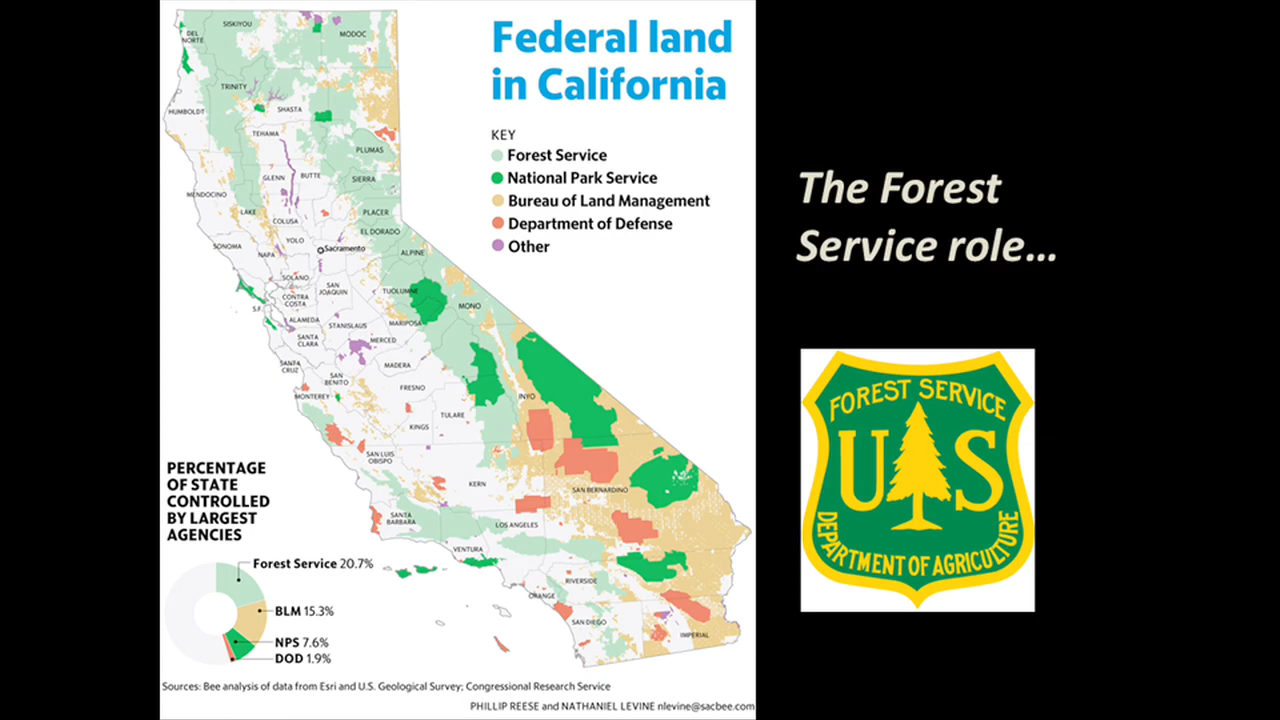 Federal land
in California
KEY
Forest Service
National Park Service
Bureau of Land Management
Department of Defense
Other
SISKIYOU
DEL
NORTE
MODOC
TRINITY
SHASTA
HUMBOLDT
TEHAMA
PLUMAS
GLENN
BUTTE
SIERRA
MENDOCINO
LAKE
COLUSA
PLACER
YOLO
EL DORADO
SONOMA
NAPA
Sacramento
ALPINE
SOLANO
SAN
JOAQUIN
TUOLUMNE
CONTRA
COSTA
S.F.
MONO
ALAMEDA
STANISLAUS
MARIPOSA
SANTA
CLARA
MERCED
SANTA
CRUZ
MADERA
SAN
BENITO
FRESNO
MONTEREY
INYO
TULARE
KINGS
SAN LUIS
OBISPO
KERN
SAN BERNARDINO
SANTA
BARBARA
LOS ANGELES
VENTURA
RIVERSIDE
ORANGE
SAN DIEGO
IMPERIAL
PERCENTAGE
OF STATE
CONTROLLED
BY LARGEST
AGENCIES
Forest Service 20.7%
BLM 15.3%
NPS 7.6%
DOD 1.9%
Sources: Bee analysis of data from Esri and U.S. Geological Survey; Congressional Research Service
PHILLIP REESE and NATHANIEL LEVINE nlevine@sacbee.com
The Forest
Service role...
FOREST SERVICE
U S
DEPARTMENT OF AGRICULTURE